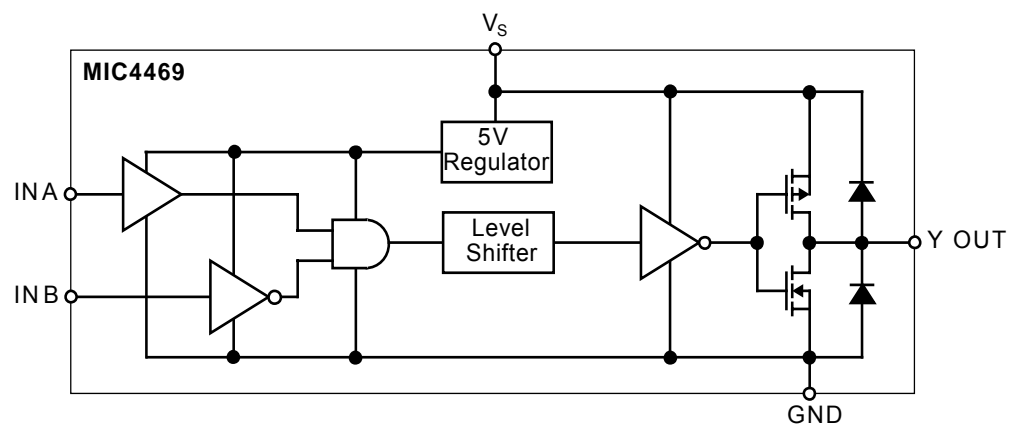 VS
MIC4469
5V
Regulator
INA
Level
Shifter
Y OUT
INB
GND